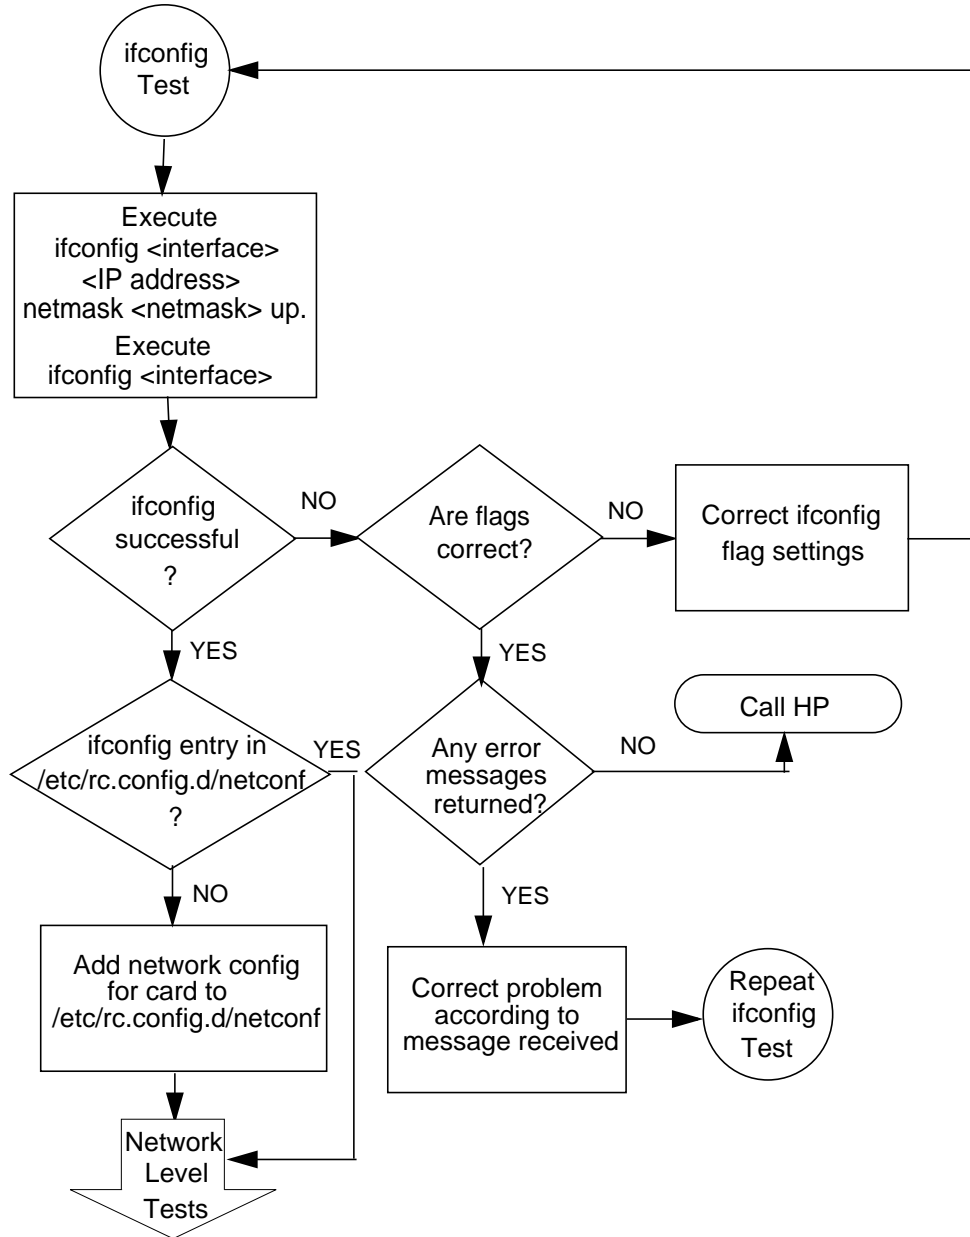 ifconfig
Test
Execute
ifconfig <interface>
<IP address>
netmask <netmask> up.
Execute
ifconfig <interface>
ifconfig
successful
?
NO
Are flags
correct?
NO
Correct ifconfig
flag settings
YES
YES
Call HP
ifconfig entry in
/etc/rc.config.d/netconf
?
YES
Any error
messages
returned?
NO
NO
YES
Add network config
for card to
/etc/rc.config.d/netconf
Correct problem
according to
message received
Repeat
ifconfig
Test
Network
Level
Tests